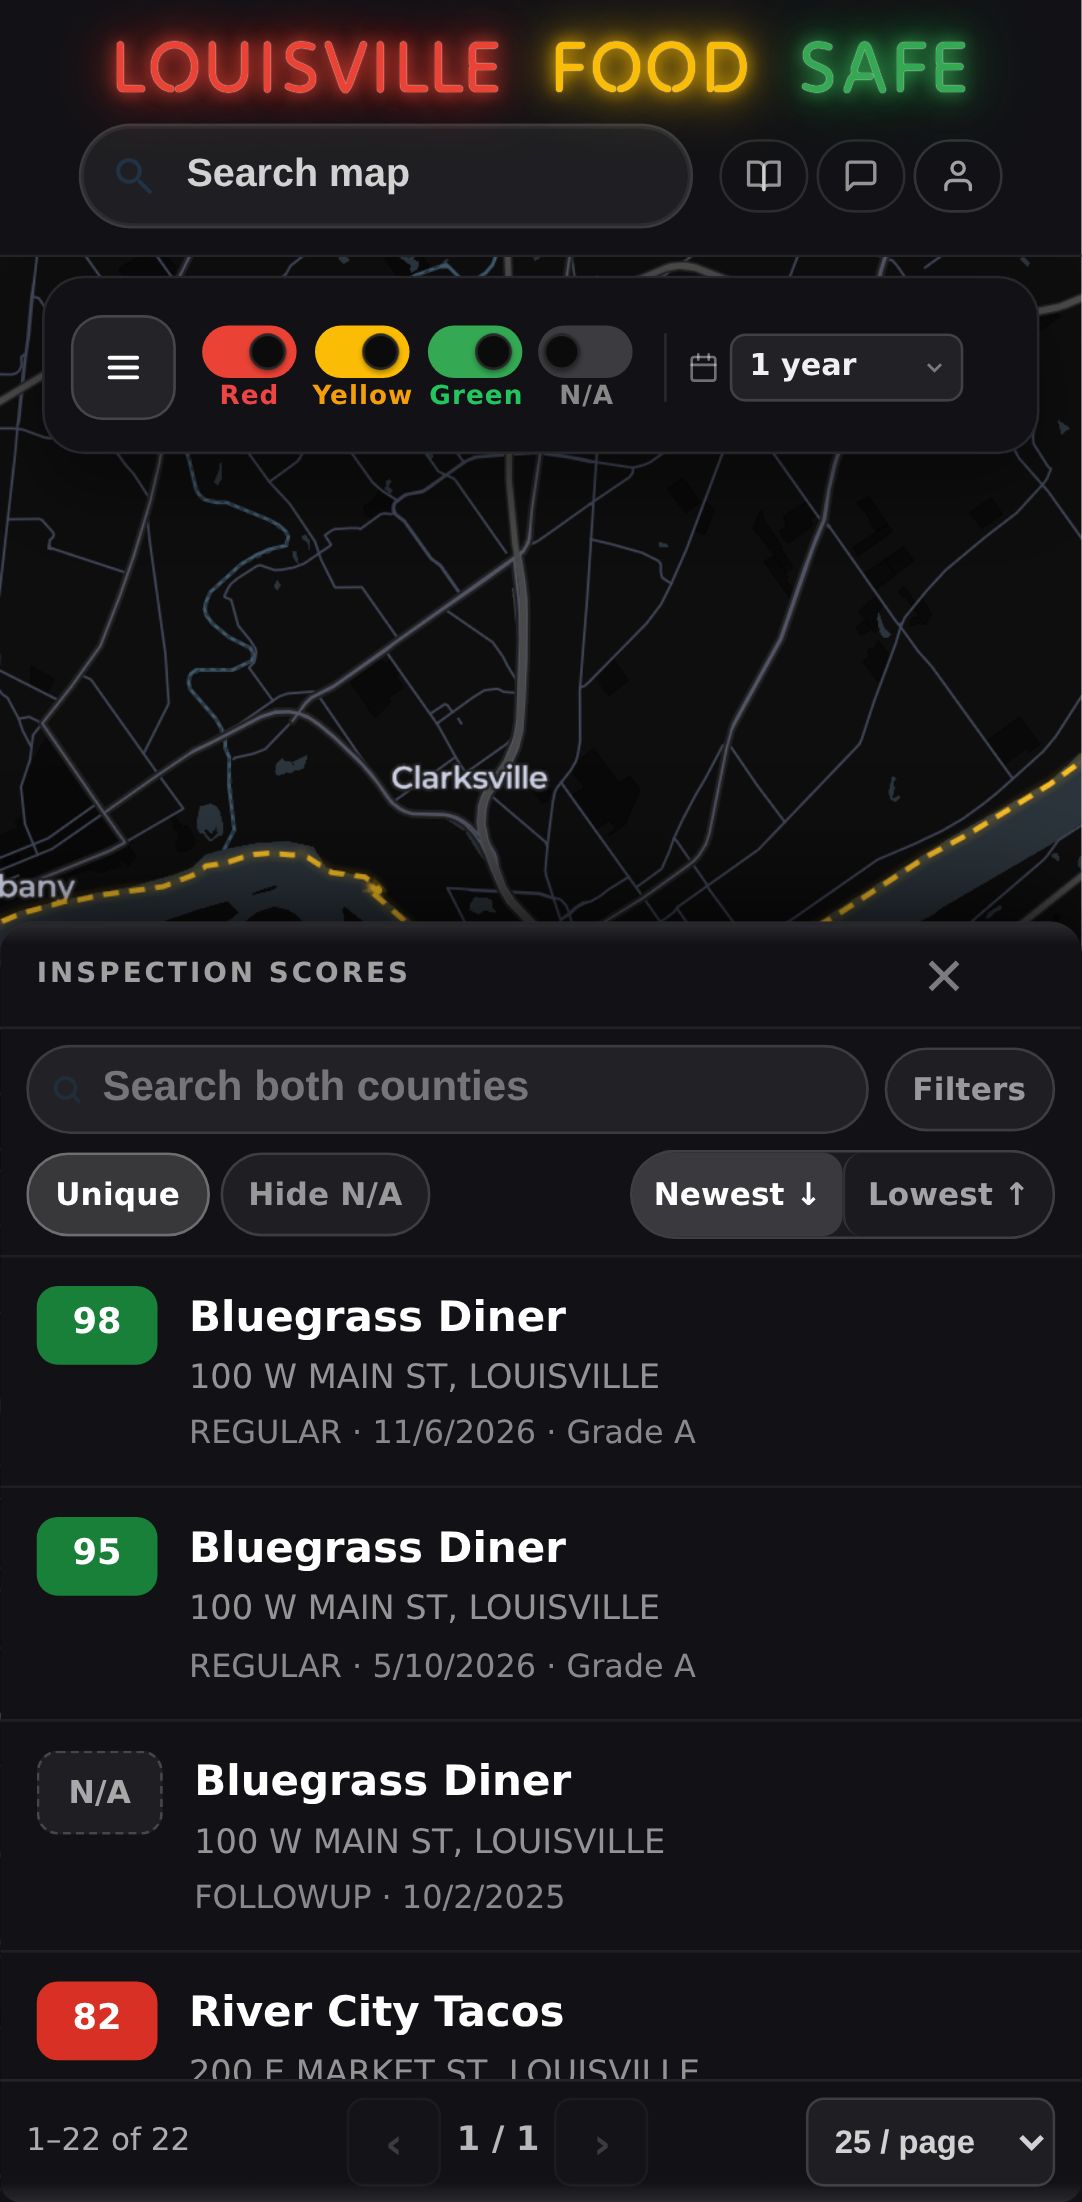 LOUISVILLE FOOD SAFE
Search map
Red Yellow Green N/A
1 year
Clarksville
bany
INSPECTION SCORES
Search both counties
Filters
Unique
Hide N/A
Newest ↓
Lowest ↑
98
Bluegrass Diner
100 W MAIN ST, LOUISVILLE
REGULAR · 11/6/2026 · Grade A
95
Bluegrass Diner
100 W MAIN ST, LOUISVILLE
REGULAR · 5/10/2026 · Grade A
N/A
Bluegrass Diner
100 W MAIN ST, LOUISVILLE
FOLLOWUP · 10/2/2025
82
River City Tacos
200 E MARKET ST, LOUISVILLE
1–22 of 22
‹ 1 / 1 ›
25 / page